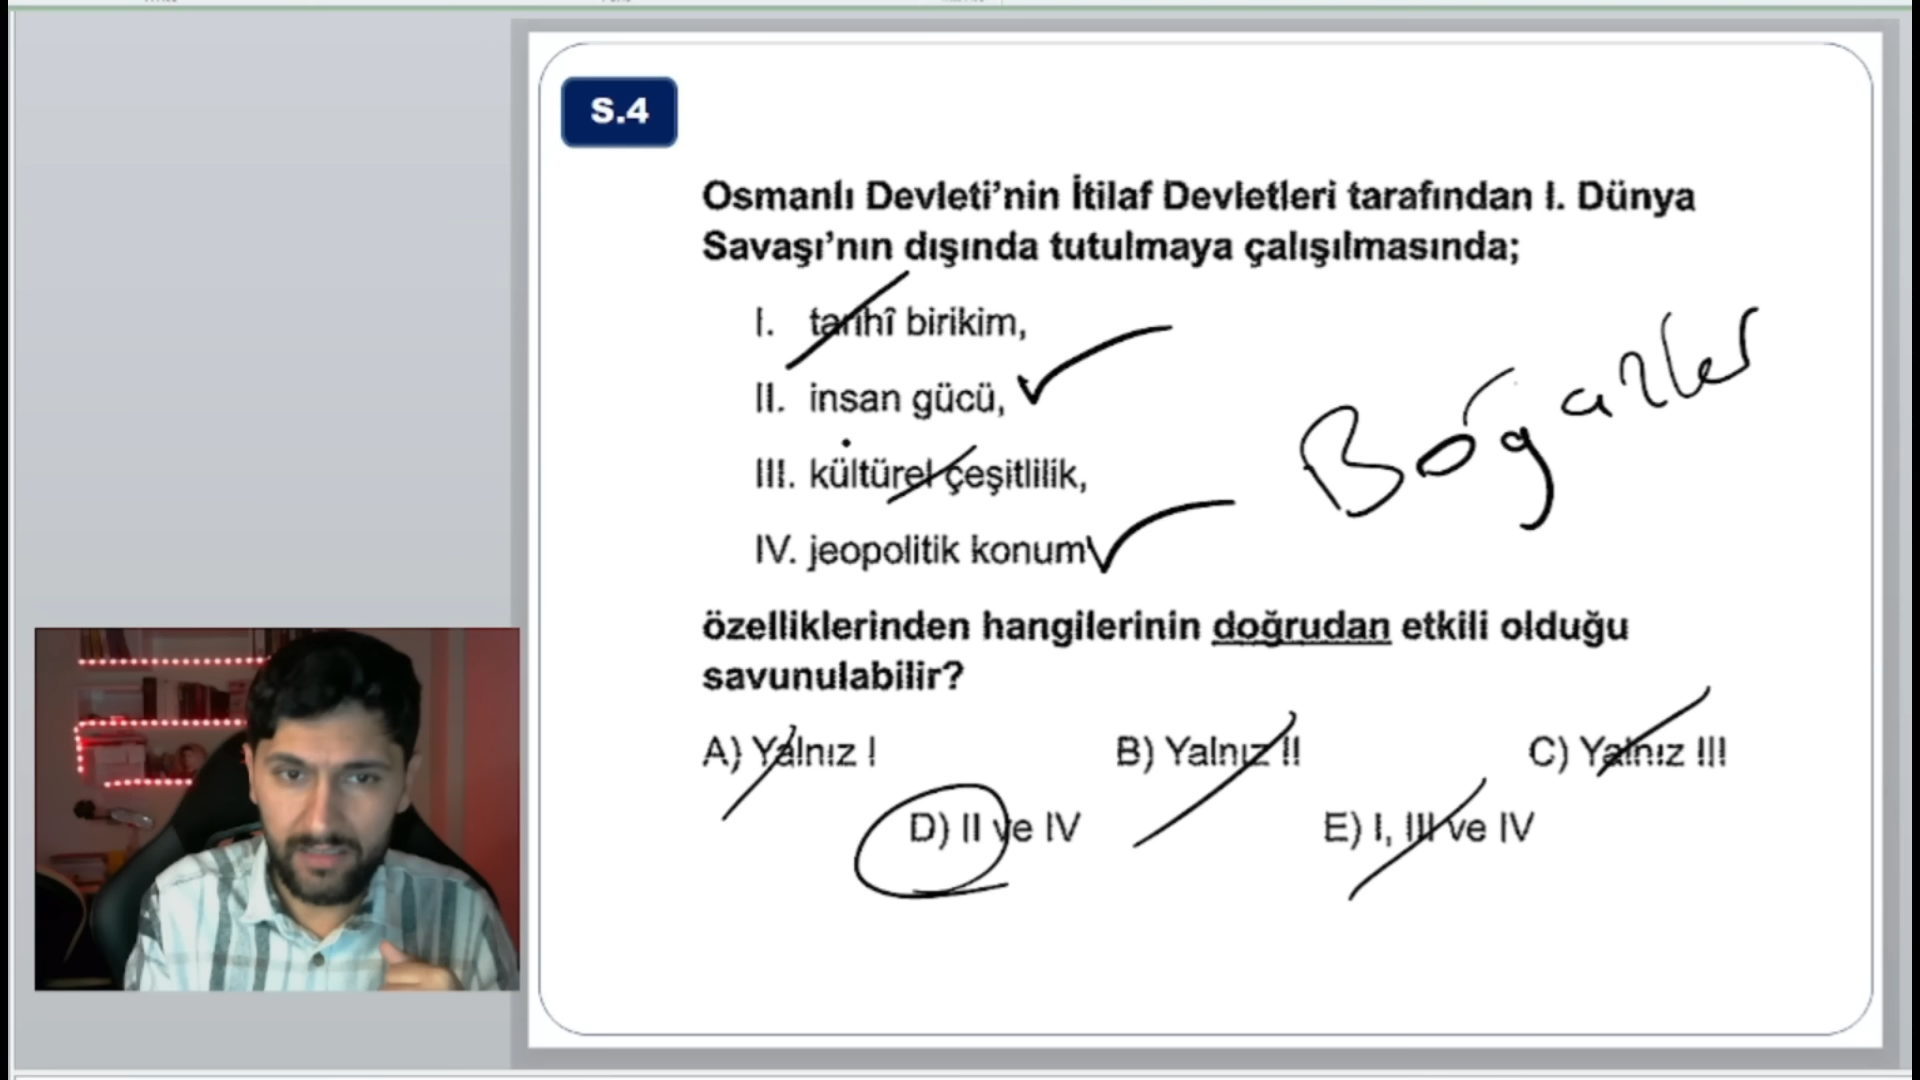 S.4
Osmanlı Devleti’nin İtilaf Devletleri tarafından I. Dünya
Savaşı’nın dışında tutulmaya çalışılmasında;
I. tarihî birikim,
II. insan gücü,
III. kültürel çeşitlilik,
IV. jeopolitik konum
Boğazlar
özelliklerinden hangilerinin doğrudan etkili olduğu
savunulabilir?
A) Yalnız I
B) Yalnız II
C) Yalnız III
D) II ve IV
E) I, III ve IV